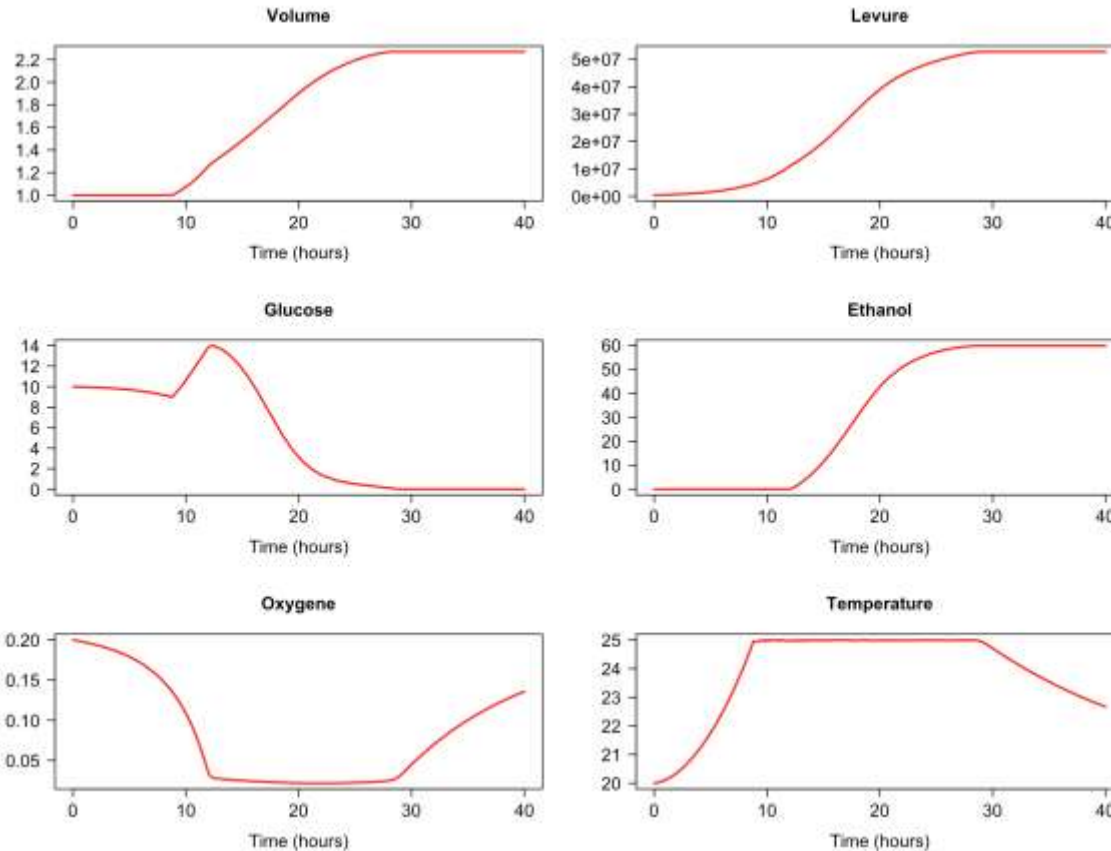 Volume
2.2
2.0
1.8
1.6
1.4
1.2
1.0
0 10 20 30 40
Time (hours)
Levure
5e+07
4e+07
3e+07
2e+07
1e+07
0e+00
0 10 20 30 40
Time (hours)
Glucose
14
12
10
8
6
4
2
0
0 10 20 30 40
Time (hours)
Ethanol
60
50
40
30
20
10
0
0 10 20 30 40
Time (hours)
Oxygene
0.20
0.15
0.10
0.05
0 10 20 30 40
Time (hours)
Temperature
25
24
23
22
21
20
0 10 20 30 40
Time (hours)